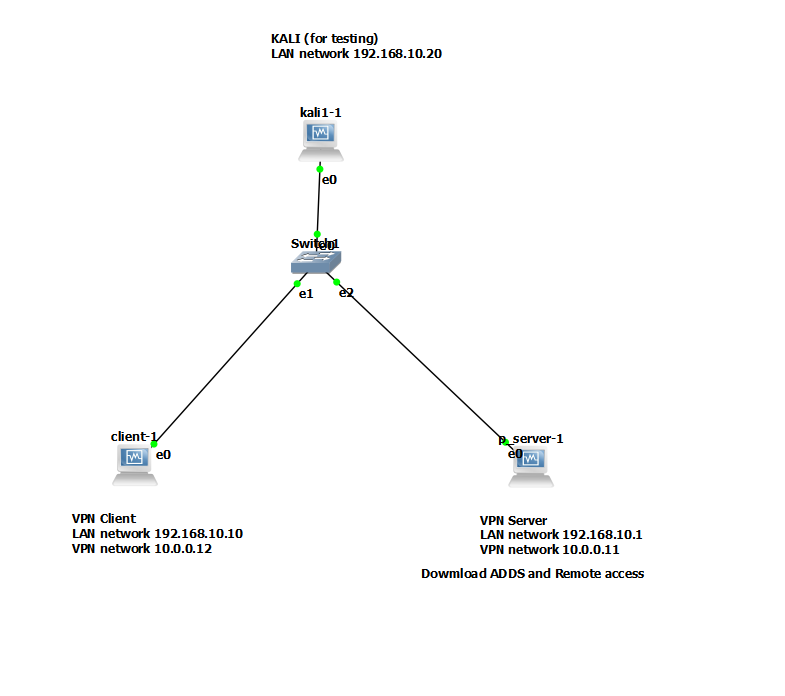 KALI (for testing)
LAN network 192.168.10.20
kali1-1
e0
Switch1
e0
e1
e2
client-1
e0
p_server-1
e0
VPN Client
LAN network 192.168.10.10
VPN network 10.0.0.12
VPN Server
LAN network 192.168.10.1
VPN network 10.0.0.11
Dowmload ADDS and Remote access